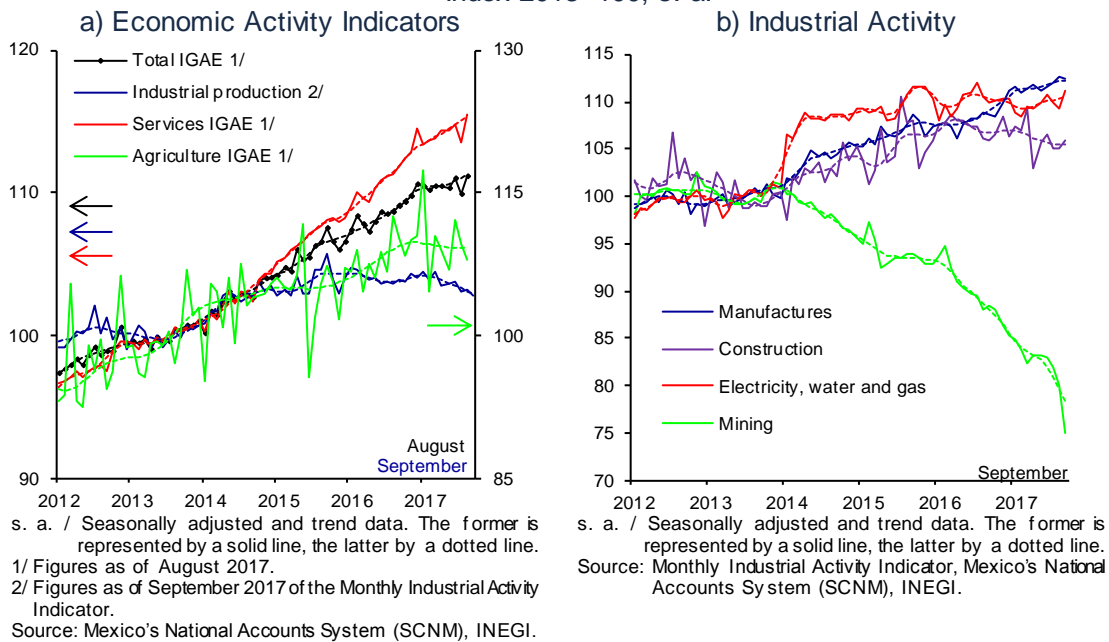 a) Economic Activity Indicators
120
130
Total IGAE 1/
Industrial production 2/
Services IGAE 1/
Agriculture IGAE 1/
110
115
100
100
August
September
90
85
2012 2013 2014 2015 2016 2017
s. a. / Seasonally adjusted and trend data. The former is
represented by a solid line, the latter by a dotted line.
1/ Figures as of August 2017.
2/ Figures as of September 2017 of the Monthly Industrial Activity
Indicator.
Source: Mexico's National Accounts System (SCNM), INEGI.
b) Industrial Activity
115
110
105
100
95
90
85
80
75
70
Manufactures
Construction
Electricity, water and gas
Mining
September
2012 2013 2014 2015 2016 2017
s. a. / Seasonally adjusted and trend data. The former is
represented by a solid line, the latter by a dotted line.
Source: Monthly Industrial Activity Indicator, Mexico's National
Accounts System (SCNM), INEGI.